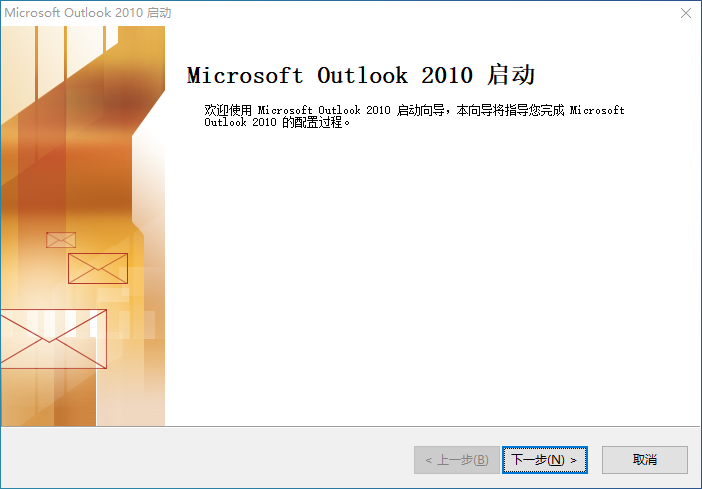 Microsoft Outlook 2010 启动
Microsoft Outlook 2010 启动
欢迎使用 Microsoft Outlook 2010 启动向导，本向导将指导您完成 Microsoft
Outlook 2010 的配置过程。
< 上一步(B)
下一步(N) >
取消